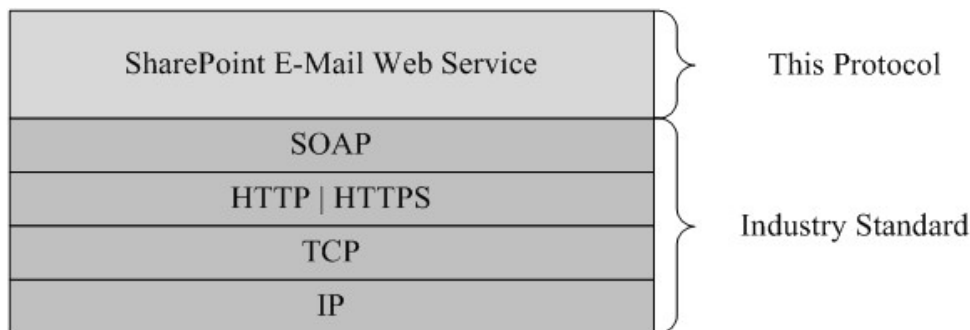 SharePoint E-Mail Web Service
This Protocol
SOAP
HTTP | HTTPS
TCP
IP
Industry Standard